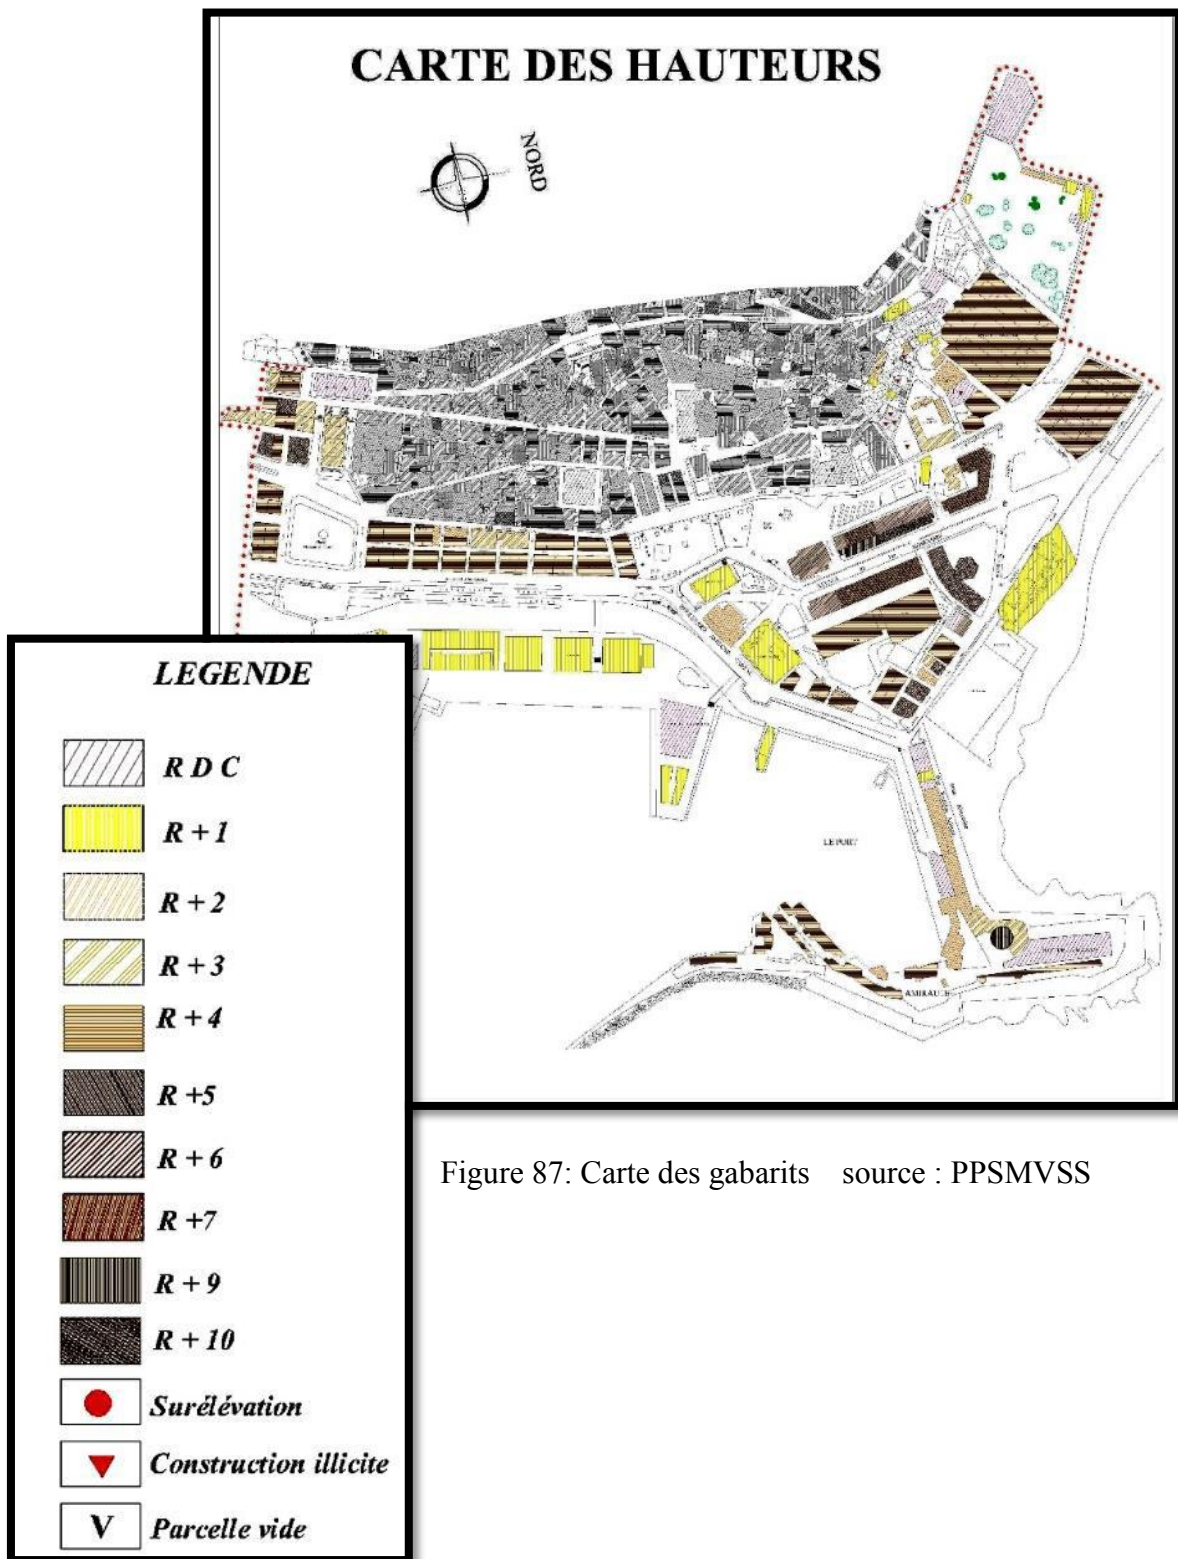 CARTE DES HAUTEURS
NORD
LE PORT
AMIRAUTE
LEGENDE
R D C
R + 1
R + 2
R + 3
R + 4
R +5
R + 6
R +7
R + 9
R + 10
Surélévation
Construction illicite
V Parcelle vide
Figure 87: Carte des gabarits source : PPSMVSS